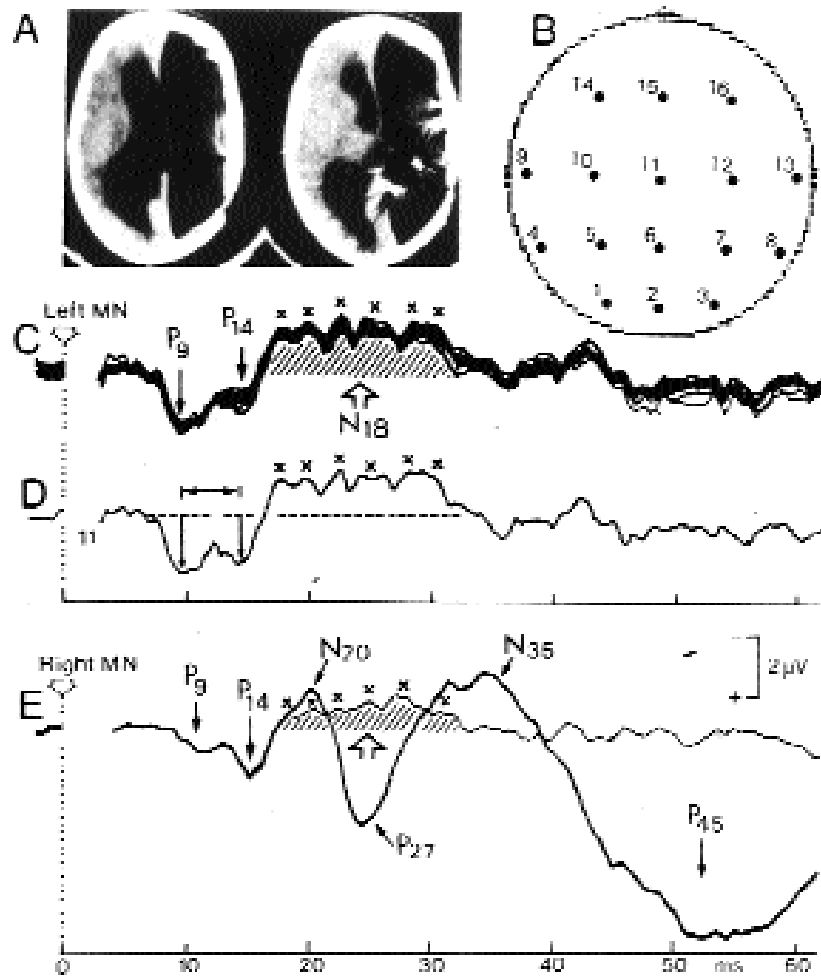 A
B
14 15 16
9 10 11 12 13
4 5 6 7 8
1 2 3
Left MN
C
P9 P14
x x x x x x
N18
x x x x x x
D
11
Right MN
N20 N35
P9 P14
x x x x x x
- 2 µV
+
E
P27
P45
0 10 20 30 40 50 ms 60